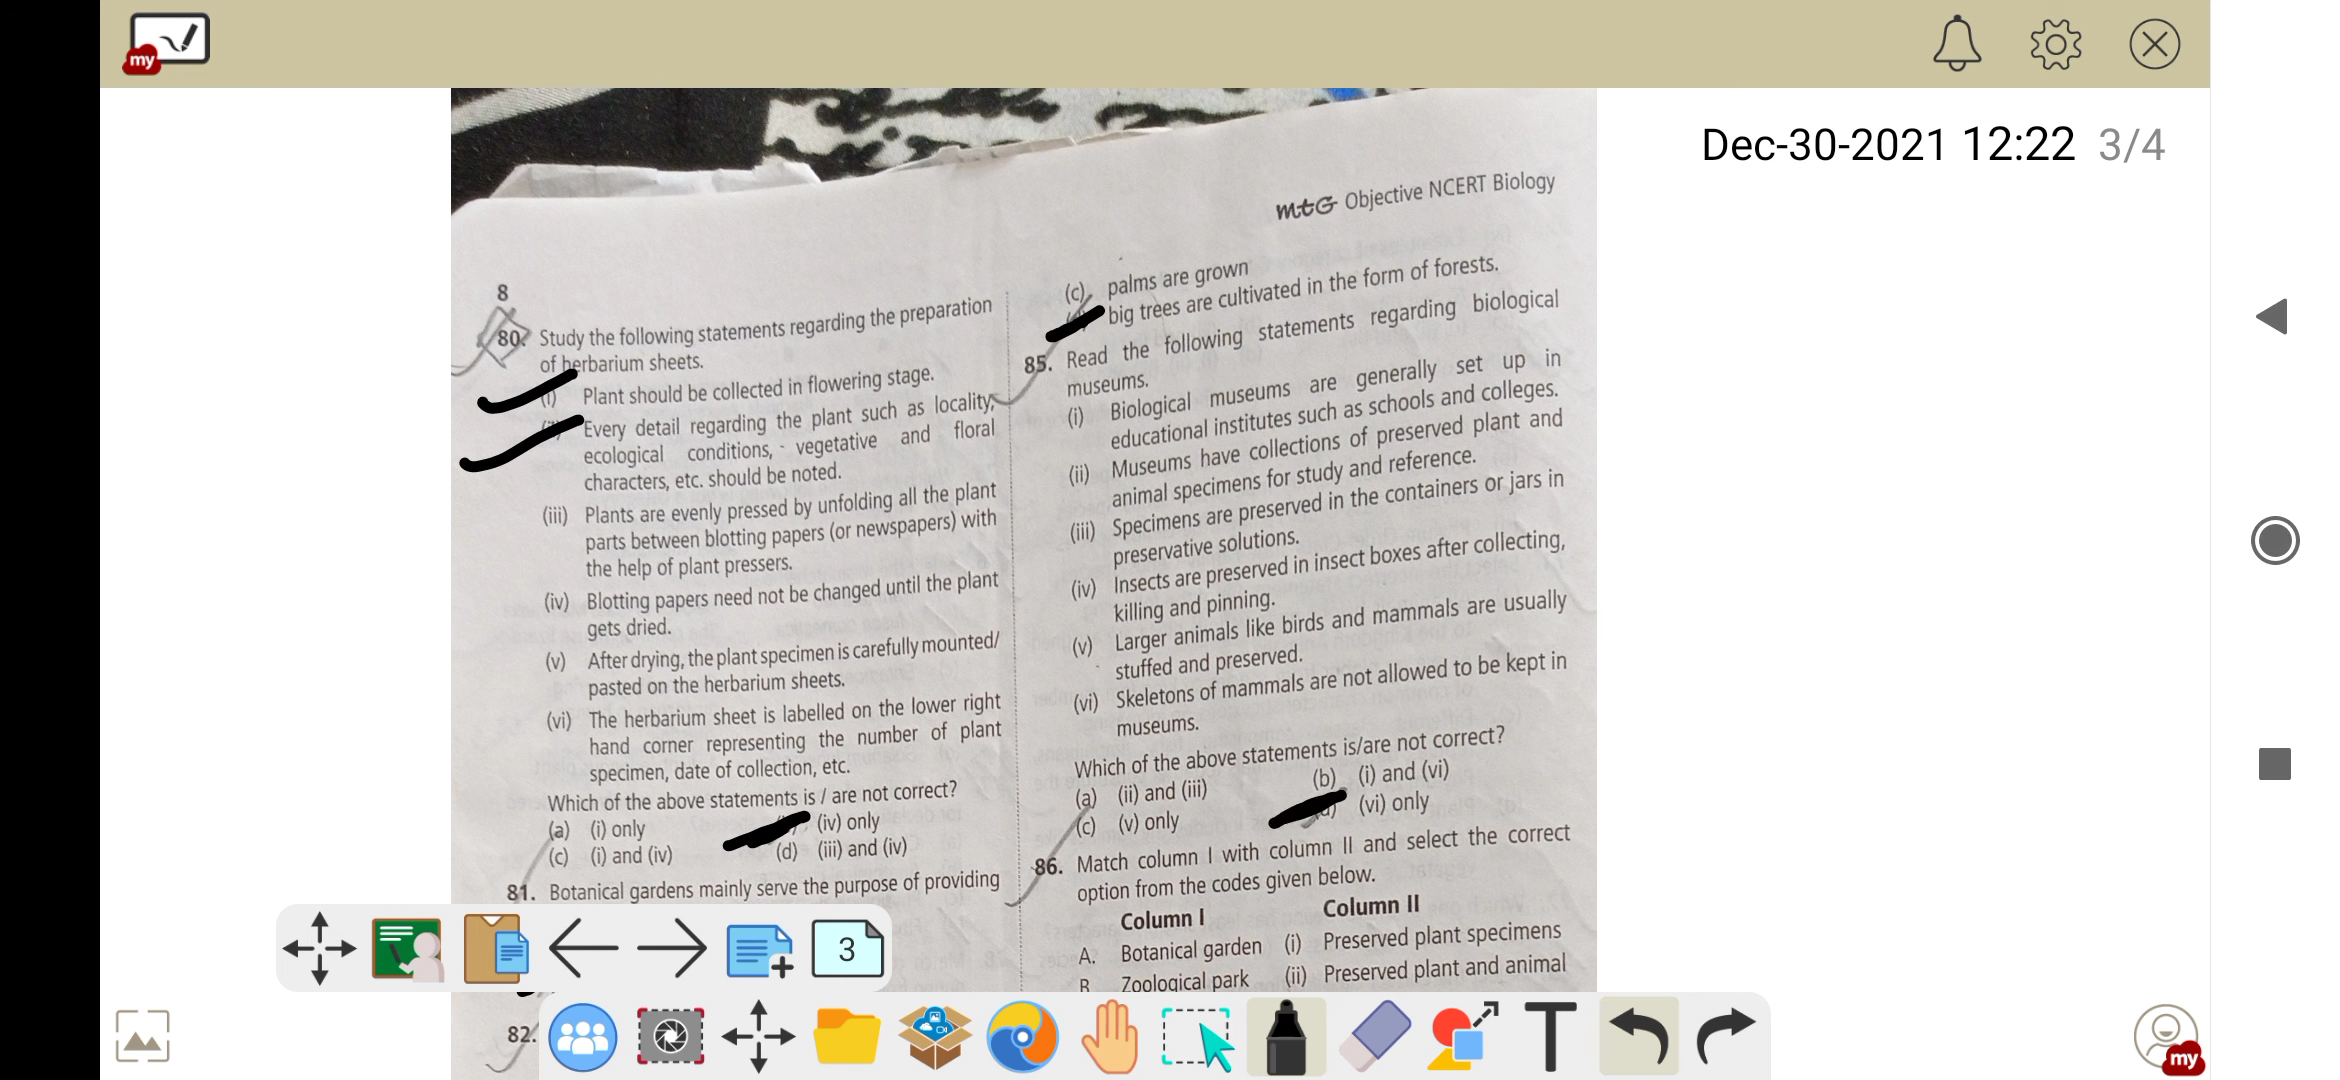 my
Dec-30-2021 12:22 3/4
mtG Objective NCERT Biology
8
80. Study the following statements regarding the preparation
of herbarium sheets.
(i) Plant should be collected in flowering stage.
Every detail regarding the plant such as locality,
ecological conditions, vegetative and floral
characters, etc. should be noted.
(iii) Plants are evenly pressed by unfolding all the plant
parts between blotting papers (or newspapers) with
the help of plant pressers.
(iv) Blotting papers need not be changed until the plant
gets dried.
(v) After drying, the plant specimen is carefully mounted/
pasted on the herbarium sheets.
(vi) The herbarium sheet is labelled on the lower right
hand corner representing the number of plant
specimen, date of collection, etc.
Which of the above statements is / are not correct?
(a) (i) only
(iv) only
(c) (i) and (iv)
(d) (iii) and (iv)
81. Botanical gardens mainly serve the purpose of providing
82.
(c) palms are grown
big trees are cultivated in the form of forests.
85. Read the following statements regarding biological
museums.
(i) Biological museums are generally set up in
educational institutes such as schools and colleges.
(ii) Museums have collections of preserved plant and
animal specimens for study and reference.
(iii) Specimens are preserved in the containers or jars in
preservative solutions.
(iv) Insects are preserved in insect boxes after collecting,
killing and pinning.
(v) Larger animals like birds and mammals are usually
stuffed and preserved.
(vi) Skeletons of mammals are not allowed to be kept in
museums.
Which of the above statements is/are not correct?
(a) (ii) and (iii)
(b) (i) and (vi)
(c) (v) only
(vi) only
86. Match column I with column II and select the correct
option from the codes given below.
Column I Column II
A. Botanical garden (i) Preserved plant specimens
B Zoological park (ii) Preserved plant and animal
3
T
my